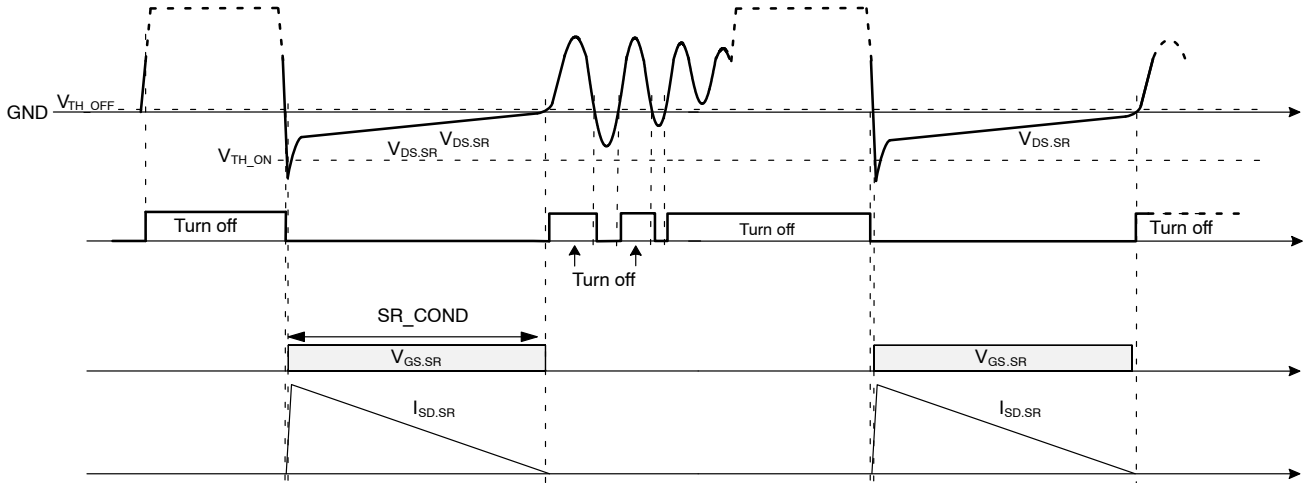 GND
V_TH_OFF
V_DS.SR
V_DS.SR
V_DS.SR
V_TH_ON
Turn off
Turn off
Turn off
Turn off
SR_COND
V_GS.SR
V_GS.SR
I_SD.SR
I_SD.SR